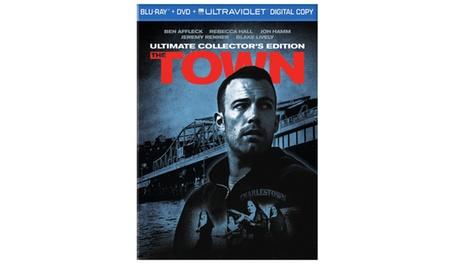 BLU-RAY + DVD + ULTRAVIOLET DIGITAL COPY
BEN AFFLECK REBECCA HALL JON HAMM
JEREMY RENNER BLAKE LIVELY
ULTIMATE COLLECTOR'S EDITION
THE TOWN
CHARLESTOWN